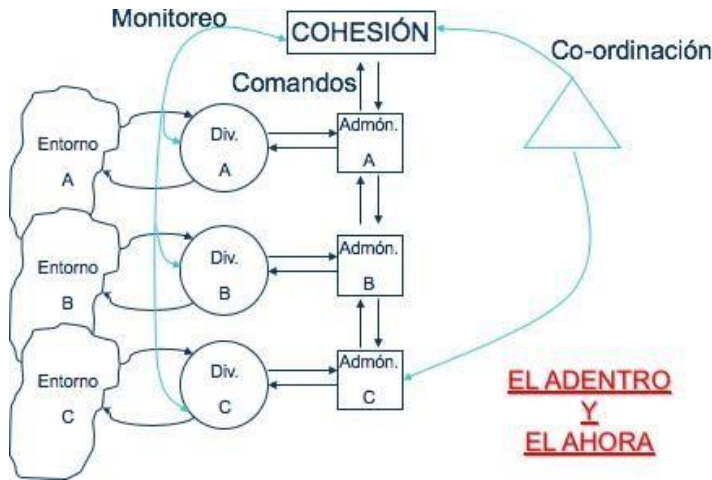 Monitoreo
COHESIÓN
Co-ordinación
Comandos
Entorno
A
Div.
A
Admón.
A
Entorno
B
Div.
B
Admón.
B
Entorno
C
Div.
C
Admón.
C
EL ADENTRO
Y
EL AHORA